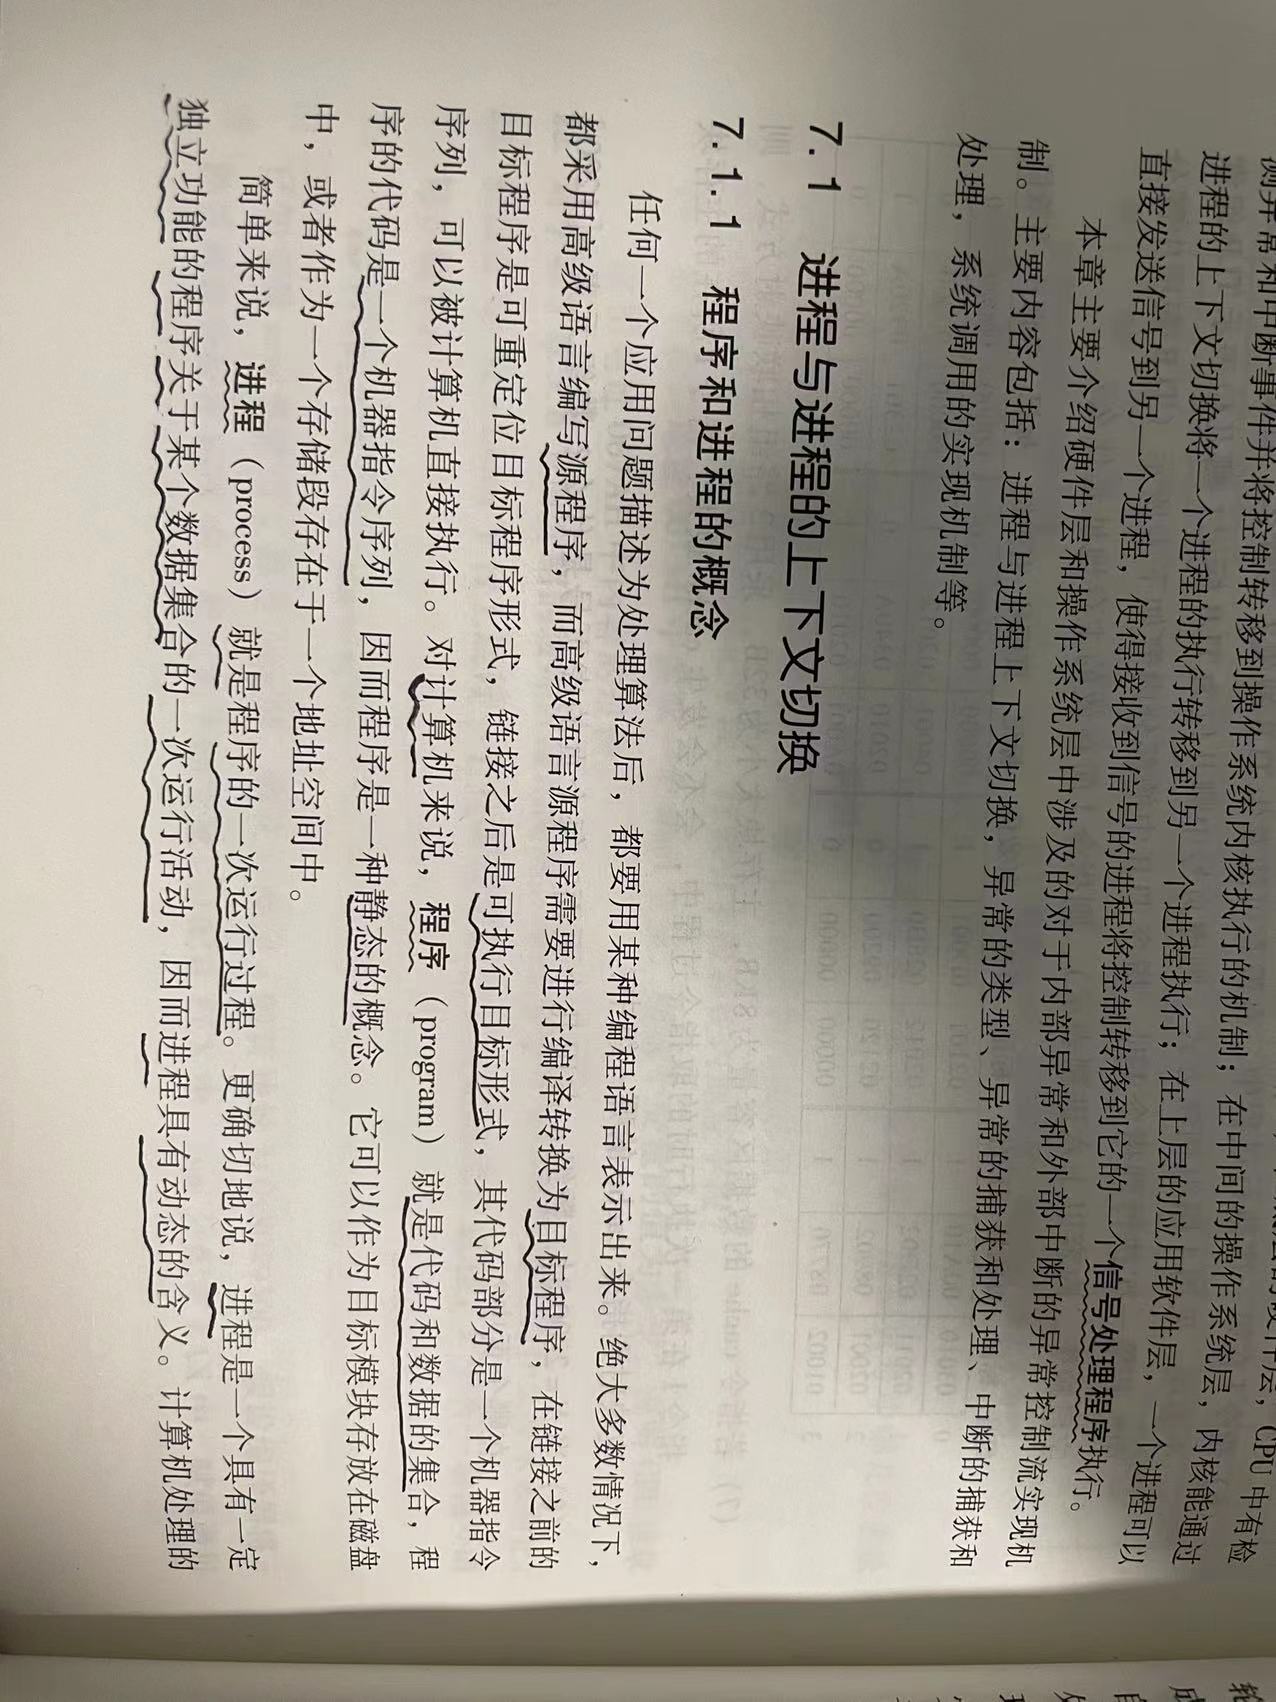 测异常和中断事件并将控制转移到操作系统内核执行的机制；在中间的操作系统层，内核能通过
进程的上下文切换将一个进程的执行转移到另一个进程执行；在上层的应用软件层，一个进程可以
直接发送信号到另一个进程，使得接收到信号的进程将控制转移到它的一个信号处理程序执行。
本章主要介绍硬件层和操作系统层中涉及的对于内部异常和外部中断的异常控制流实现机
制。主要内容包括：进程与进程上下文切换，异常的类型、异常的捕获和处理、中断的捕获和
处理，系统调用的实现机制等。
7.1 进程与进程的上下文切换
7.1.1 程序和进程的概念
任何一个应用问题描述为处理算法后，都要用某种编程语言表示出来。绝大多数情况下，
都采用高级语言编写源程序，而高级语言源程序需要进行编译转换为目标程序，在链接之前的
目标程序是可重定位目标程序形式，链接之后是可执行目标形式，其代码部分是一个机器指令
序列，可以被计算机直接执行。对计算机来说，程序（program）就是代码和数据的集合，程
序的代码是一个机器指令序列，因而程序是一种静态的概念。它可以作为目标模块存放在磁盘
中，或者作为一个存储段存在于一个地址空间中。
简单来说，进程（process）就是程序的一次运行过程。更确切地说，进程是一个具有一定
独立功能的程序关于某个数据集合的一次运行活动，因而进程具有动态的含义。计算机处理的